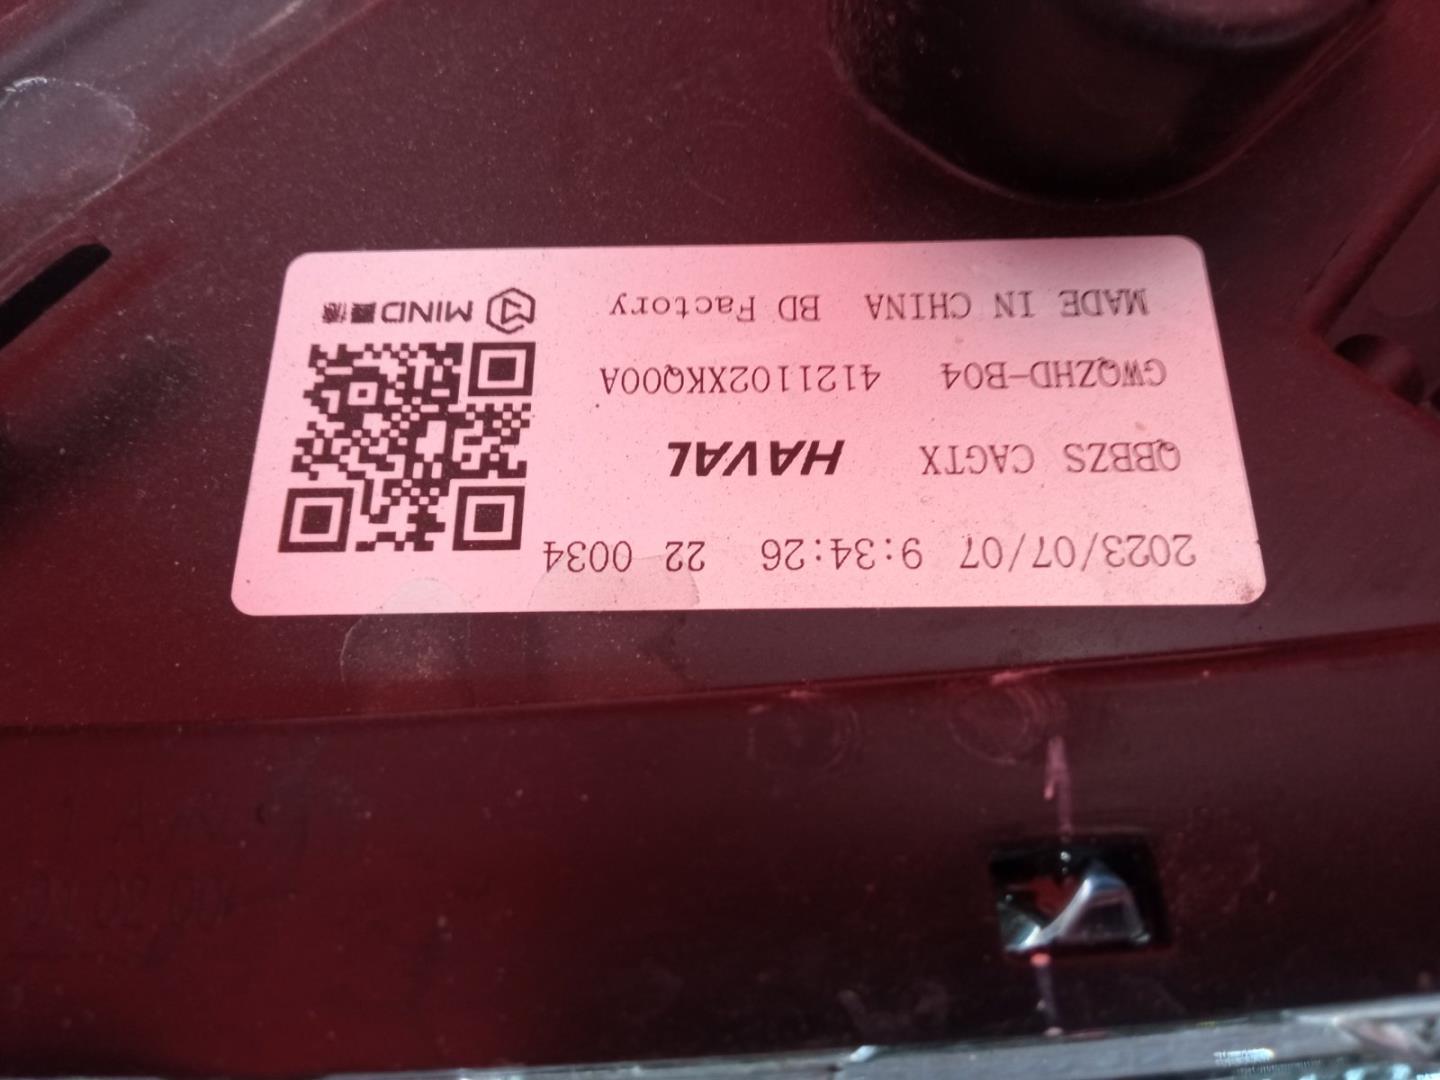 2023/07/07 9:34:26 22 0034
QBBZS CAGTX HAVAL
GWQZHD-B04 4121102XKQ00A
MADE IN CHINA BD Factory
MIND